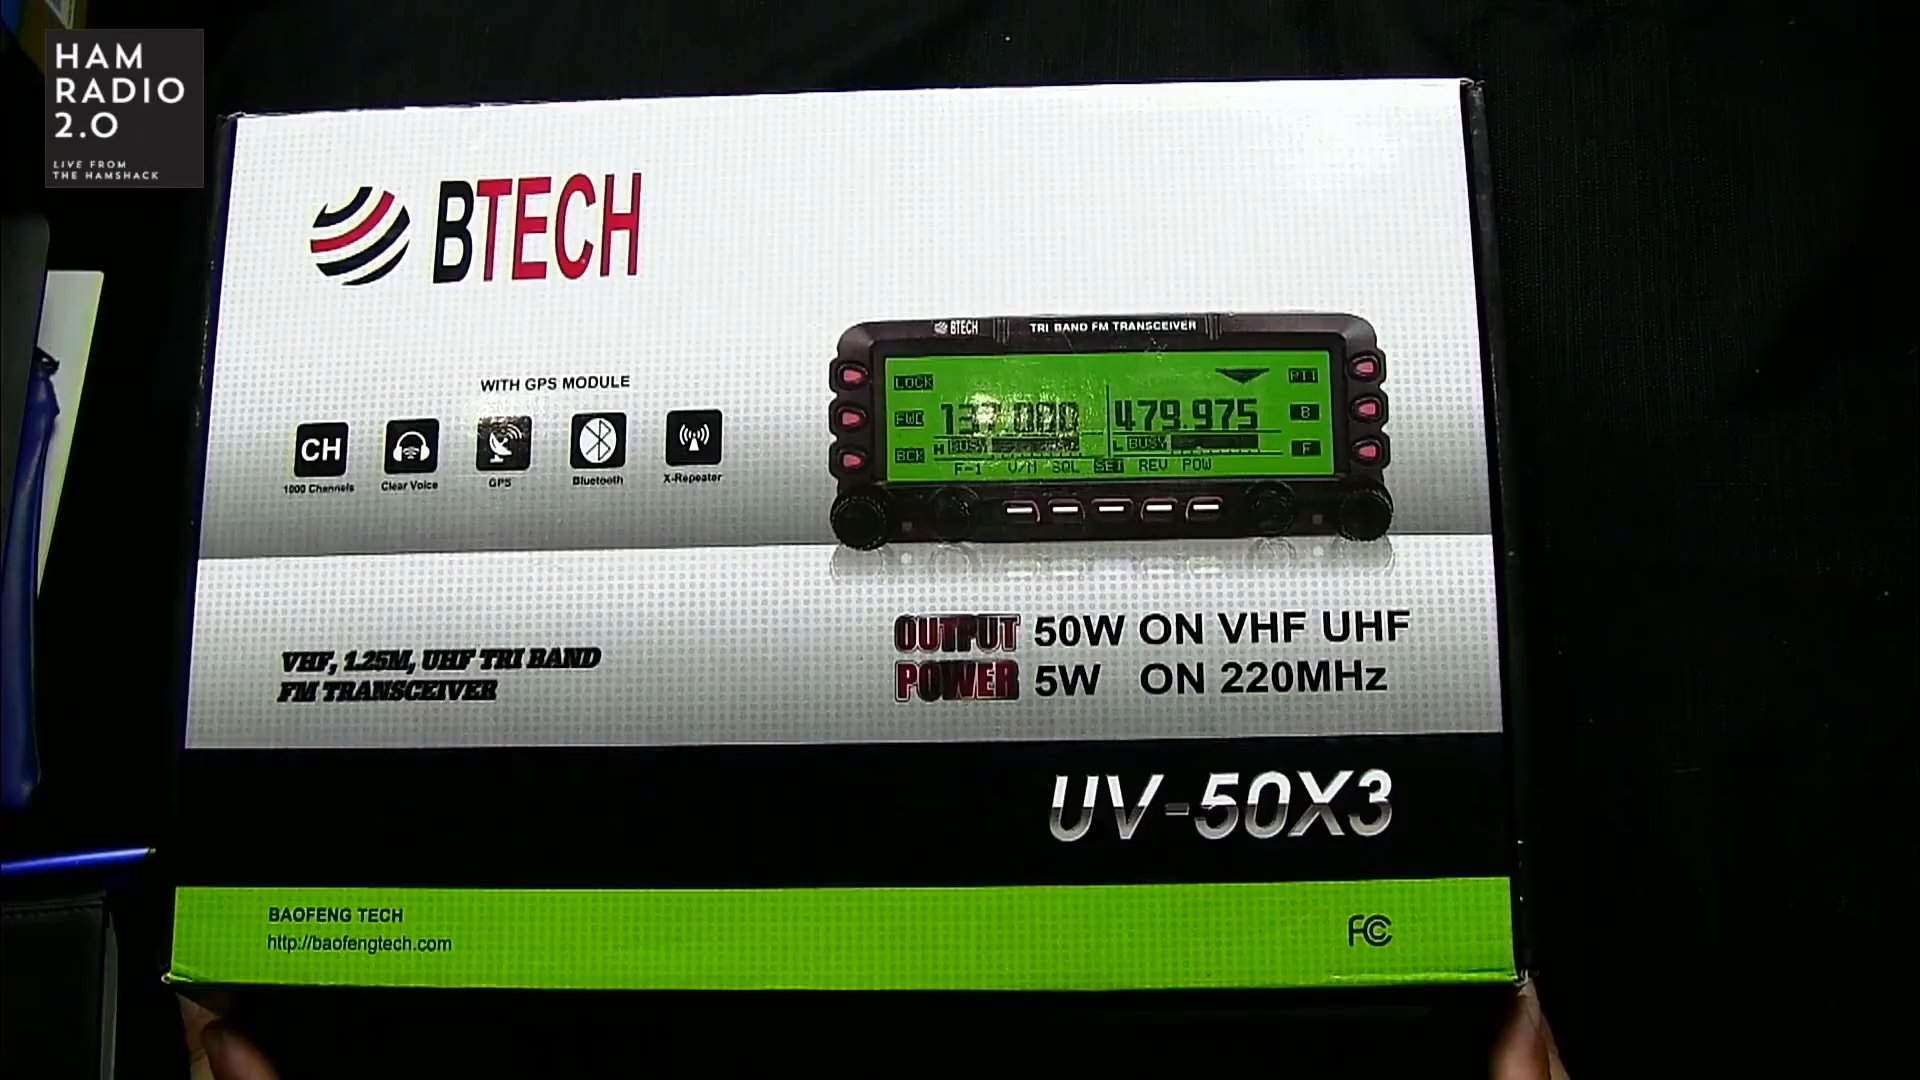 HAM
RADIO
2.0
LIVE FROM
THE HAMSHACK
BTECH
WITH GPS MODULE
CH
1000 Channels
Clear Voice
GPS
Bluetooth
X-Repeater
BTECH
TRI BAND FM TRANSCEIVER
LOCK
PTT
479.975
B
BUSY
L BUSY
BCK
F
F-1 V/M SQL SET REV POW
VHF, 1.25M, UHF TRI BAND
FM TRANSCEIVER
OUTPUT 50W ON VHF UHF
POWER 5W ON 220MHz
UV-50X3
BAOFENG TECH
http://baofengtech.com
FC